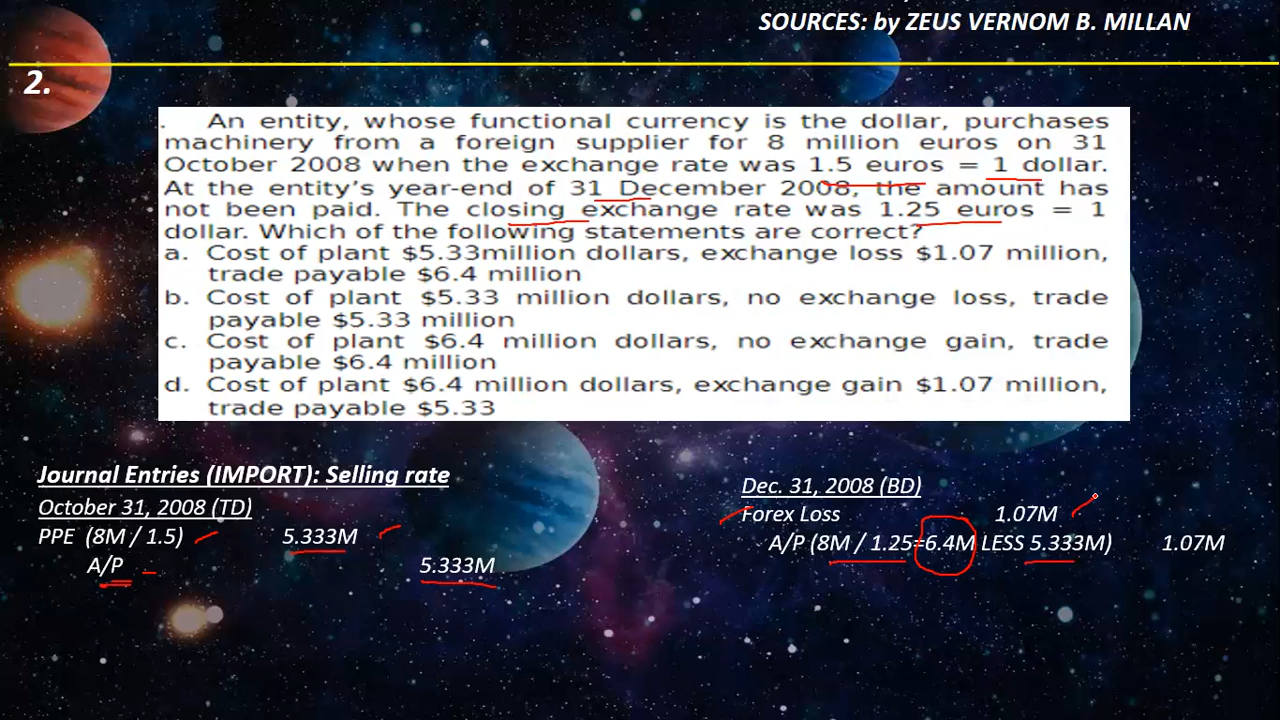 SOURCES: by ZEUS VERNOM B. MILLAN
2.
. An entity, whose functional currency is the dollar, purchases
machinery from a foreign supplier for 8 million euros on 31
October 2008 when the exchange rate was 1.5 euros = 1 dollar.
At the entity's year-end of 31 December 2008, the amount has
not been paid. The closing exchange rate was 1.25 euros = 1
dollar. Which of the following statements are correct?
a. Cost of plant $5.33million dollars, exchange loss $1.07 million,
trade payable $6.4 million
b. Cost of plant $5.33 million dollars, no exchange loss, trade
payable $5.33 million
c. Cost of plant $6.4 million dollars, no exchange gain, trade
payable $6.4 million
d. Cost of plant $6.4 million dollars, exchange gain $1.07 million,
trade payable $5.33
Journal Entries (IMPORT): Selling rate
October 31, 2008 (TD)
PPE (8M / 1.5) 5.333M
A/P 5.333M
Dec. 31, 2008 (BD)
Forex Loss 1.07M
A/P (8M / 1.25=6.4M LESS 5.333M) 1.07M